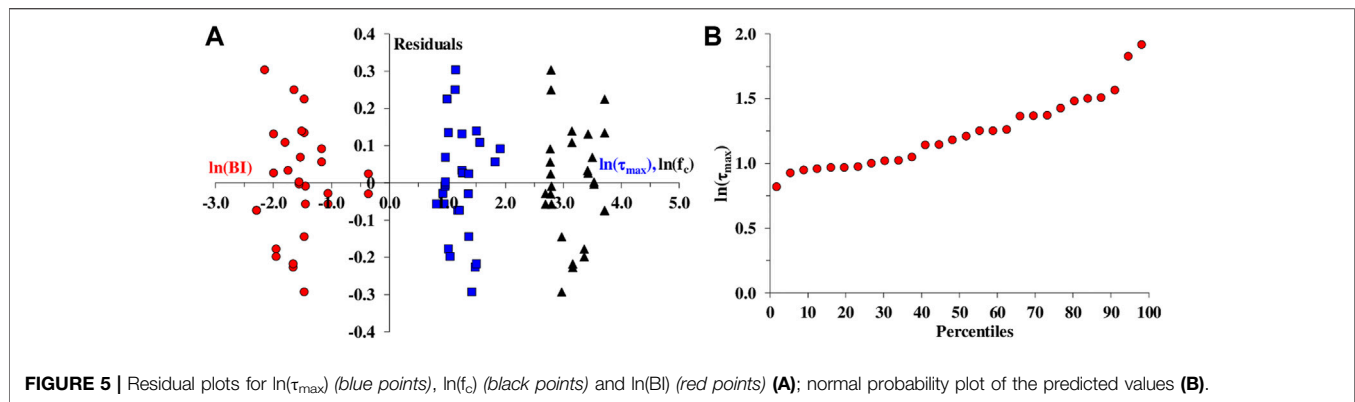 A
Residuals
0.4
0.3
0.2
0.1
0
-0.1
-0.2
-0.3
-0.4
ln(BI)
ln(τmax), ln(fc)
-3.0 -2.0 -1.0 0.0 1.0 2.0 3.0 4.0 5.0
B
ln(τmax)
2.0
1.5
1.0
0.5
0.0
0 10 20 30 40 50 60 70 80 90 100
Percentiles
FIGURE 5 | Residual plots for ln(τmax) (blue points), ln(fc) (black points) and ln(BI) (red points) (A); normal probability plot of the predicted values (B).